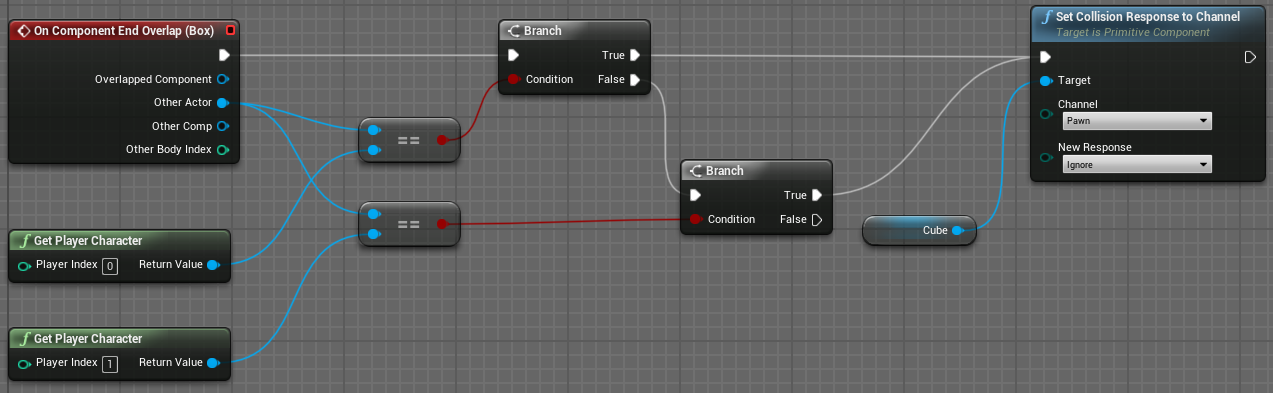 On Component End Overlap (Box)
Overlapped Component
Other Actor
Other Comp
Other Body Index
Get Player Character
Player Index 0 Return Value
Get Player Character
Player Index 1 Return Value
==
==
Branch
True
Condition False
Branch
True
Condition False
Cube
Set Collision Response to Channel
Target is Primitive Component
Target
Channel
Pawn
New Response
Ignore